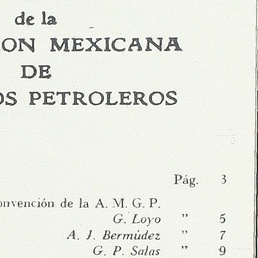 de la
ON MEXICANA
DE
OS PETROLEROS
Pág. 3
onvención de la A. M. G. P.
G. Loyo " 5
A. J. Bermúdez " 7
G. P. Salas " 9